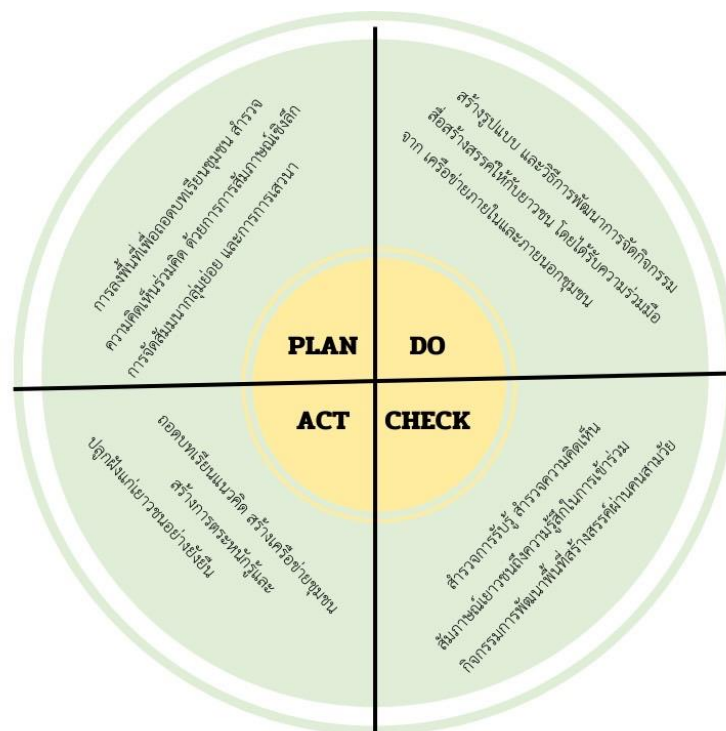 การลงพื้นที่เพื่อถอดบทเรียนชุมชน สำรวจ
ความคิดเห็นร่วมคิด ด้วยการการสัมภาษณ์เชิงลึก
การจัดสัมมนากลุ่มย่อย และการการเสวนา
สร้างรูปแบบ และวิธีการพัฒนาการจัดกิจกรรม
สื่อสร้างสรรค์ให้กับยาวชน โดยได้รับความร่วมมือ
จาก เครือข่ายภายในและภายนอกชุมชน
PLAN
DO
ACT
CHECK
ถอดบทเรียนแนวคิด สร้างเครือข่ายชุมชน
สร้างการตระหนักรู้และ
ปลูกฝังแก่เยาวชนอย่างยั่งยืน
สำรวจการรับรู้ สำรวจความคิดเห็น
สัมภาษณ์เยาวชนถึงความรู้สึกในการเข้าร่วม
กิจกรรมการพัฒนาพื้นที่สร้างสรรค์ผ่านคนสามวัย